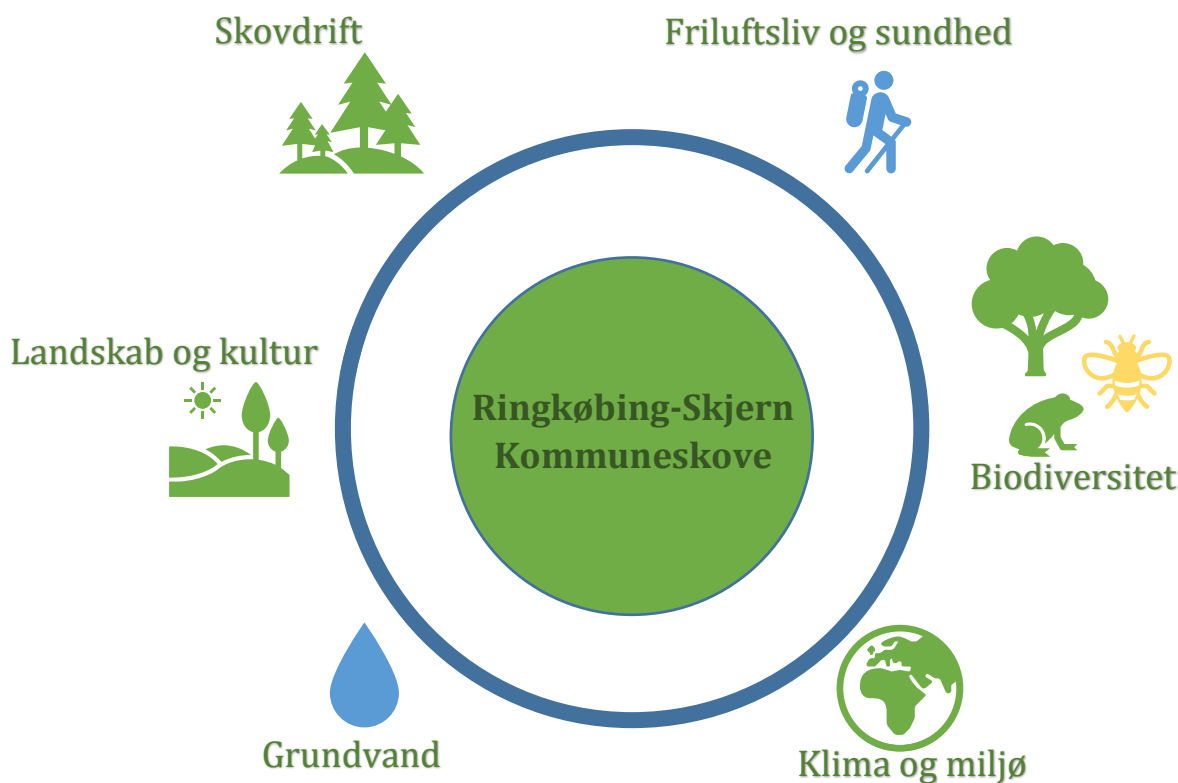 Skovdrift
Friluftsliv og sundhed
Landskab og kultur
Ringkøbing-Skjern
Kommuneskove
Biodiversitet
Grundvand
Klima og miljø